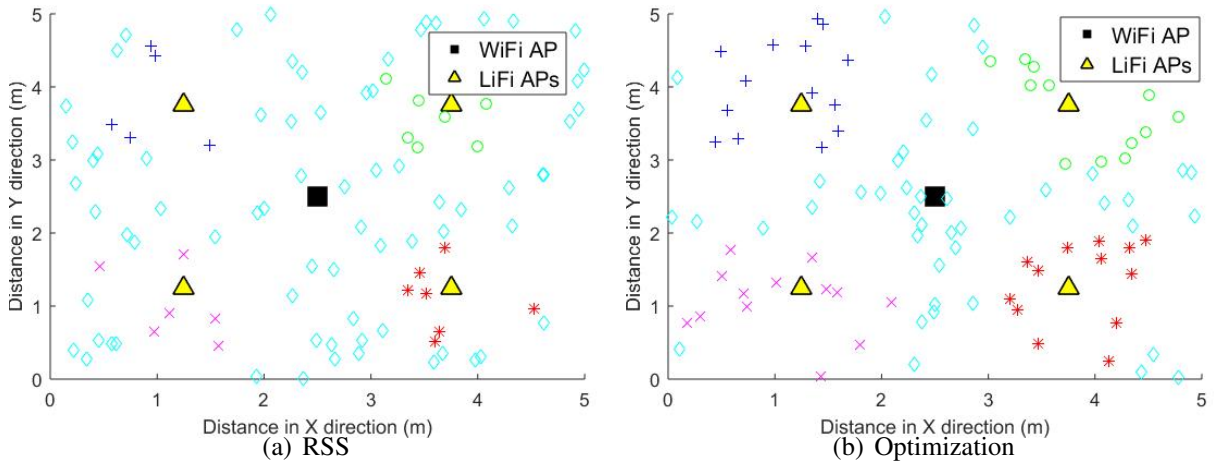 5
4
3
2
1
0
Distance in Y direction (m)
WiFi AP
LiFi APs
0 1 2 3 4 5
Distance in X direction (m)
(a) RSS
5
4
3
2
1
0
Distance in Y direction (m)
WiFi AP
LiFi APs
0 1 2 3 4 5
Distance in X direction (m)
(b) Optimization